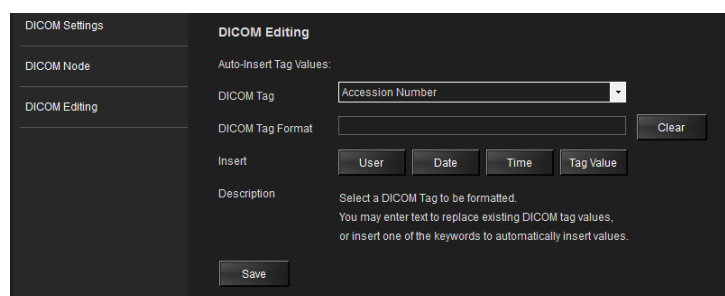 DICOM Settings
DICOM Node
DICOM Editing
DICOM Editing
Auto-Insert Tag Values:
DICOM Tag
Accession Number
DICOM Tag Format
Clear
Insert
User
Date
Time
Tag Value
Description
Select a DICOM Tag to be formatted.
You may enter text to replace existing DICOM tag values,
or insert one of the keywords to automatically insert values.
Save